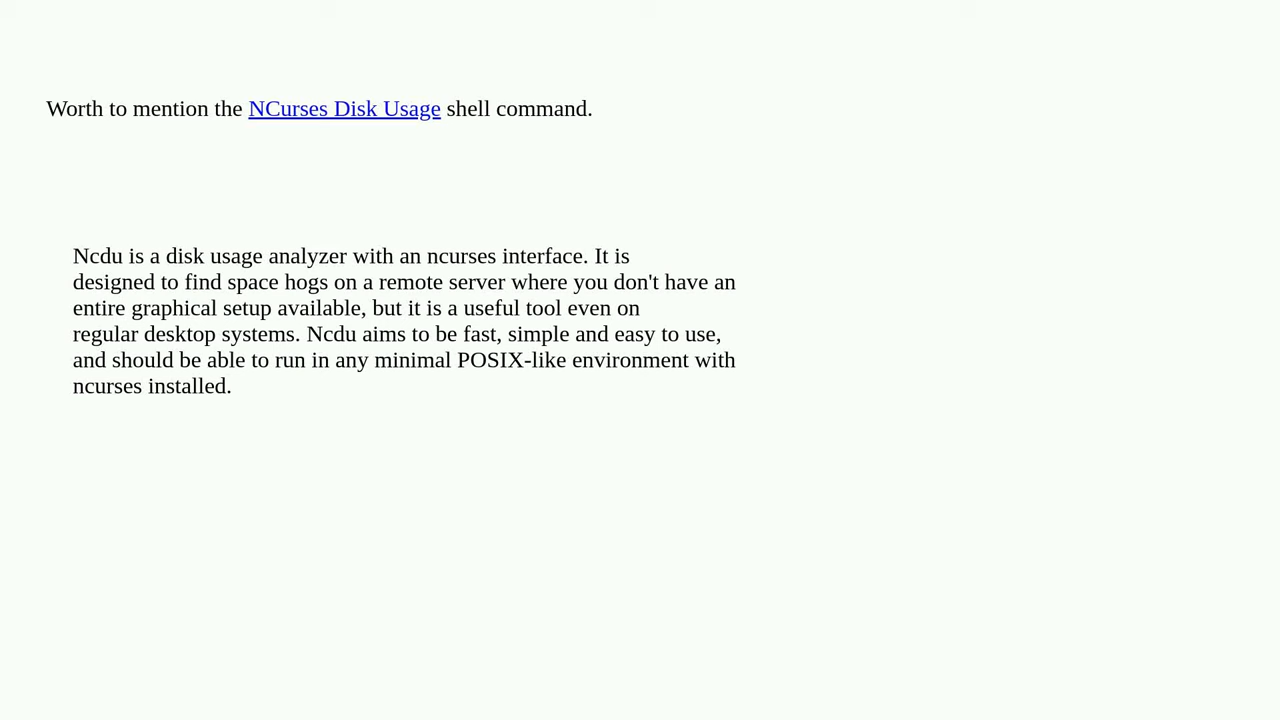 Worth to mention the NCurses Disk Usage shell command.
Ncdu is a disk usage analyzer with an ncurses interface. It is
designed to find space hogs on a remote server where you don't have an
entire graphical setup available, but it is a useful tool even on
regular desktop systems. Ncdu aims to be fast, simple and easy to use,
and should be able to run in any minimal POSIX-like environment with
ncurses installed.